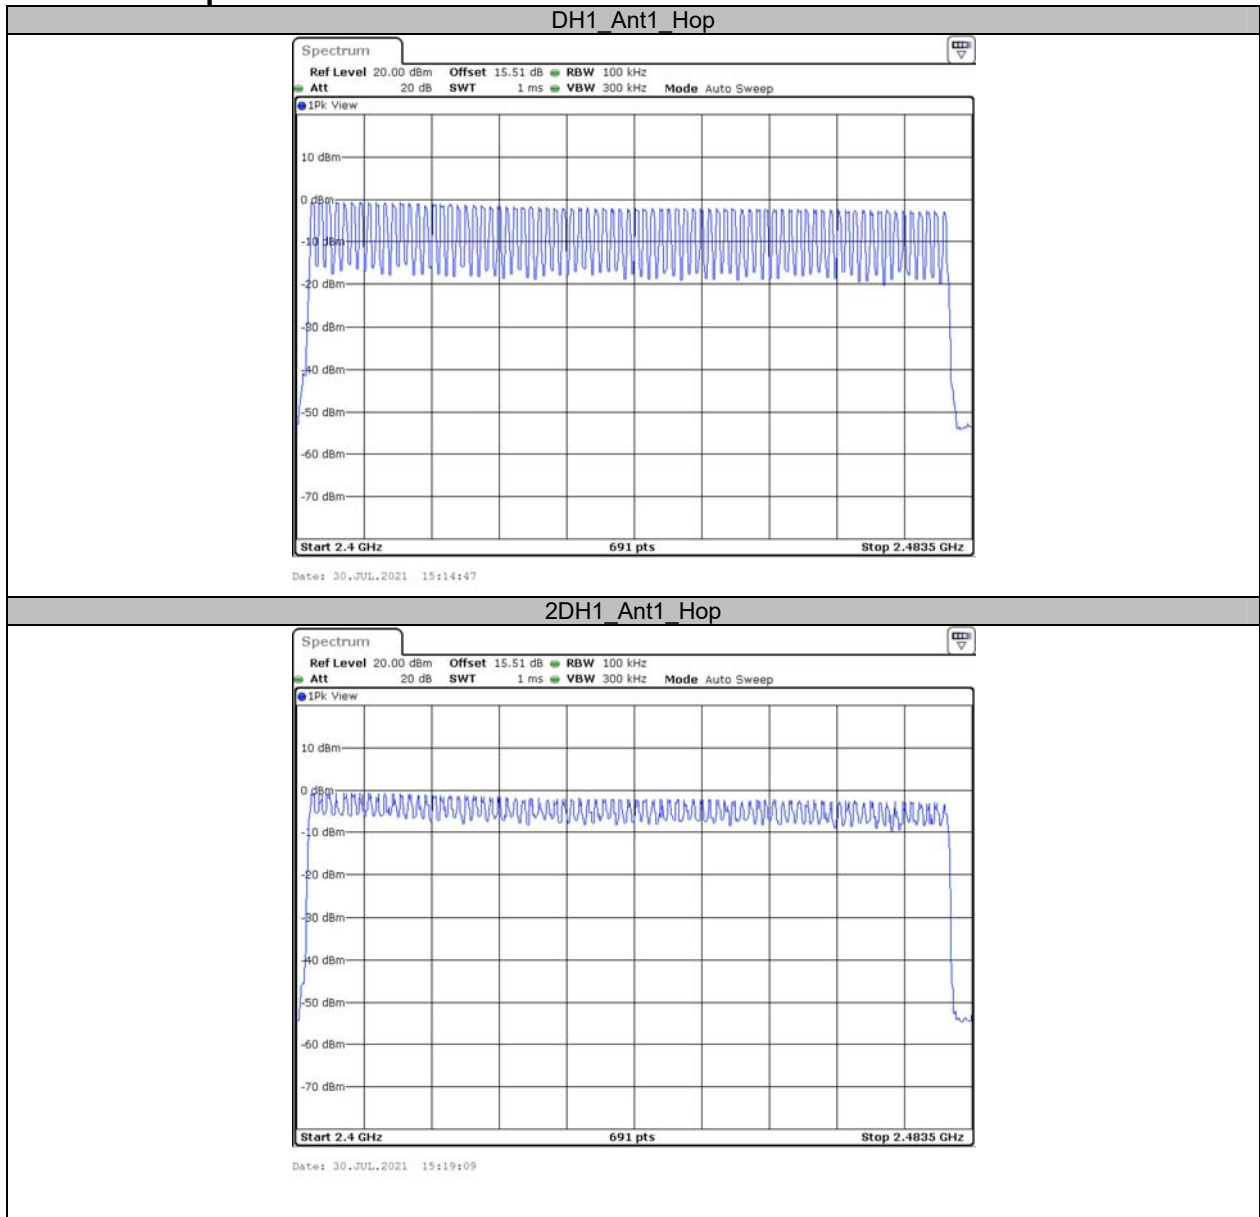 DH1_Ant1_Hop
Spectrum
Ref Level 20.00 dBm Offset 15.51 dB RBW 100 kHz
Att 20 dB SWT 1 ms VBW 300 kHz Mode Auto Sweep
1Pk View
10 dBm
0 dBm
-10 dBm
-20 dBm
-30 dBm
-40 dBm
-50 dBm
-60 dBm
-70 dBm
Start 2.4 GHz 691 pts Stop 2.4835 GHz
Date: 30.JUL.2021 15:14:47
2DH1_Ant1_Hop
Spectrum
Ref Level 20.00 dBm Offset 15.51 dB RBW 100 kHz
Att 20 dB SWT 1 ms VBW 300 kHz Mode Auto Sweep
1Pk View
10 dBm
0 dBm
-10 dBm
-20 dBm
-30 dBm
-40 dBm
-50 dBm
-60 dBm
-70 dBm
Start 2.4 GHz 691 pts Stop 2.4835 GHz
Date: 30.JUL.2021 15:19:09